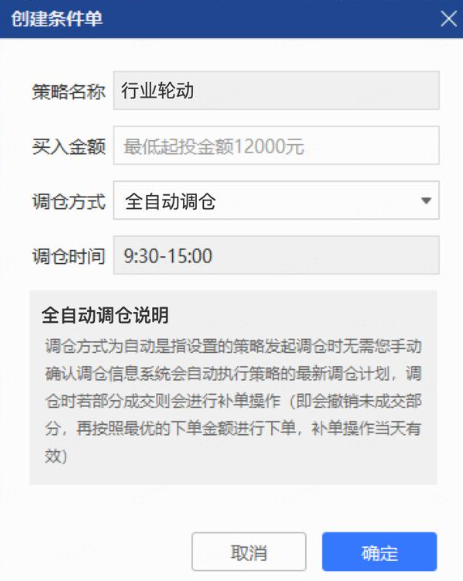 创建条件单
策略名称 行业轮动
买入金额 最低起投金额12000元
调仓方式 全自动调仓
调仓时间 9:30-15:00
全自动调仓说明
调仓方式为自动是指设置的策略发起调仓时无需您手动
确认调仓信息系统会自动执行策略的最新调仓计划，调
仓时若部分成交则会进行补单操作（即会撤销未成交部
分，再按照最优的下单金额进行下单，补单操作当天有
效）
取消 确定